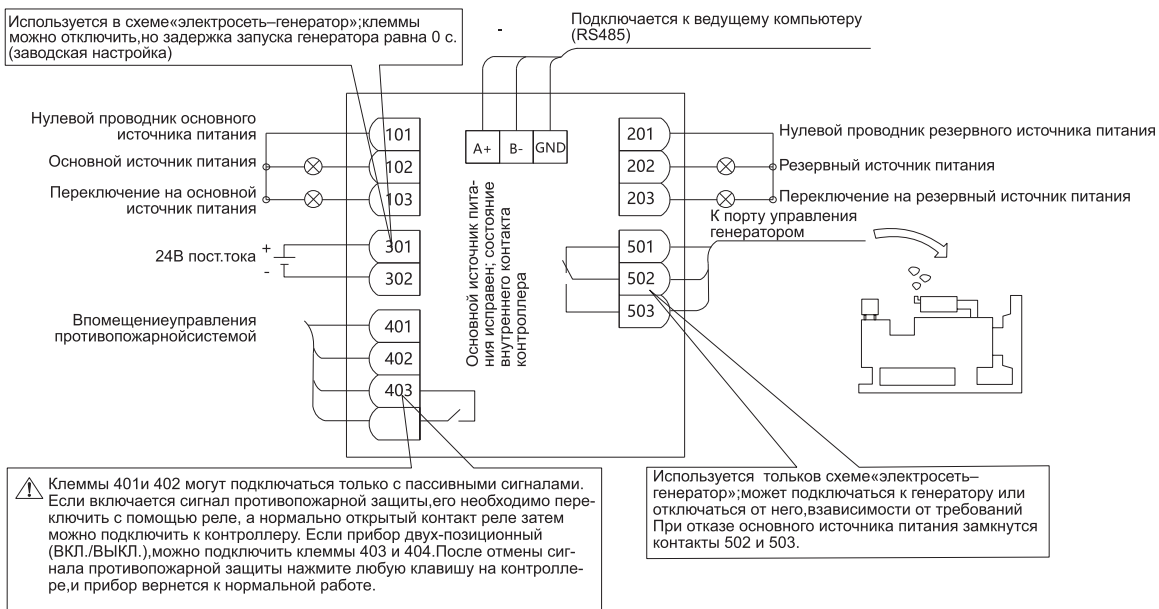 Используется в схеме«электросеть–генератор»;клеммы
можно отключить,но задержка запуска генератора равна 0 с.
(заводская настройка)
-
Подключается к ведущему компьютеру
(RS485)
Нулевой проводник основного
источника питания
Основной источник питания
Переключение на основной
источник питания
24В пост.тока
+
-
Впомещениеуправления
противопожарнойсистемой
101
102
103
301
302
401
402
403
A+
B-
GND
Основной источник пита-
ния исправен; состояние
внутреннего контакта
контроллера
201
202
203
501
502
503
Нулевой проводник резервного источника питания
Резервный источник питания
Переключение на резервный источник питания
К порту управления
генератором
Клеммы 401и 402 могут подключаться только с пассивными сигналами.
Если включается сигнал противопожарной защиты,его необходимо пере-
ключить с помощью реле, а нормально открытый контакт реле затем
можно подключить к контроллеру. Если прибор двух-позиционный
(ВКЛ./ВЫКЛ.),можно подключить клеммы 403 и 404.После отмены сиг-
нала противопожарной защиты нажмите любую клавишу на контролле-
ре,и прибор вернется к нормальной работе.
Используется  тольков схеме«электросеть–
генератор»;может подключаться к генератору или
отключаться от него,взависимости от требований
При отказе основного источника питания замкнутся
контакты 502 и 503.